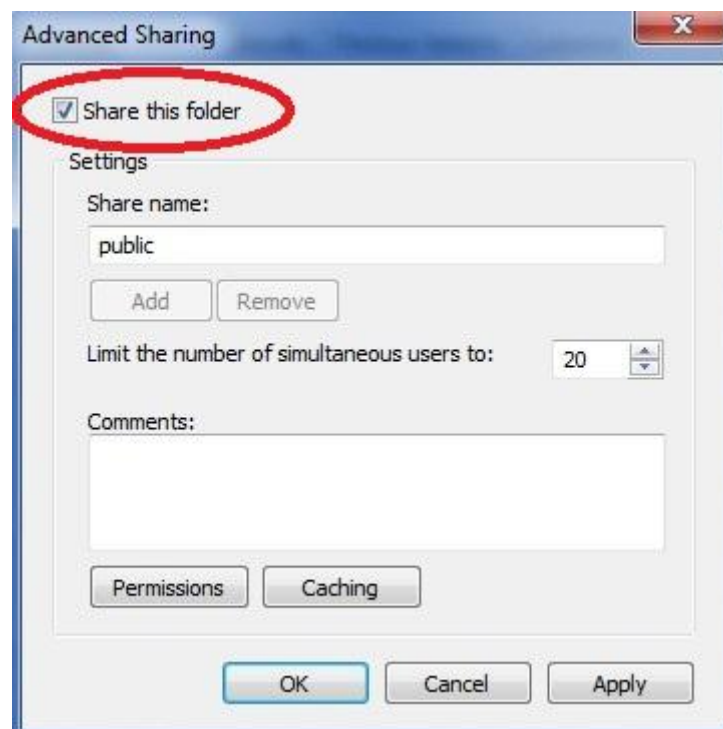 Advanced Sharing
Share this folder
Settings
Share name:
public
Add Remove
Limit the number of simultaneous users to: 20
Comments:
Permissions Caching
OK Cancel Apply